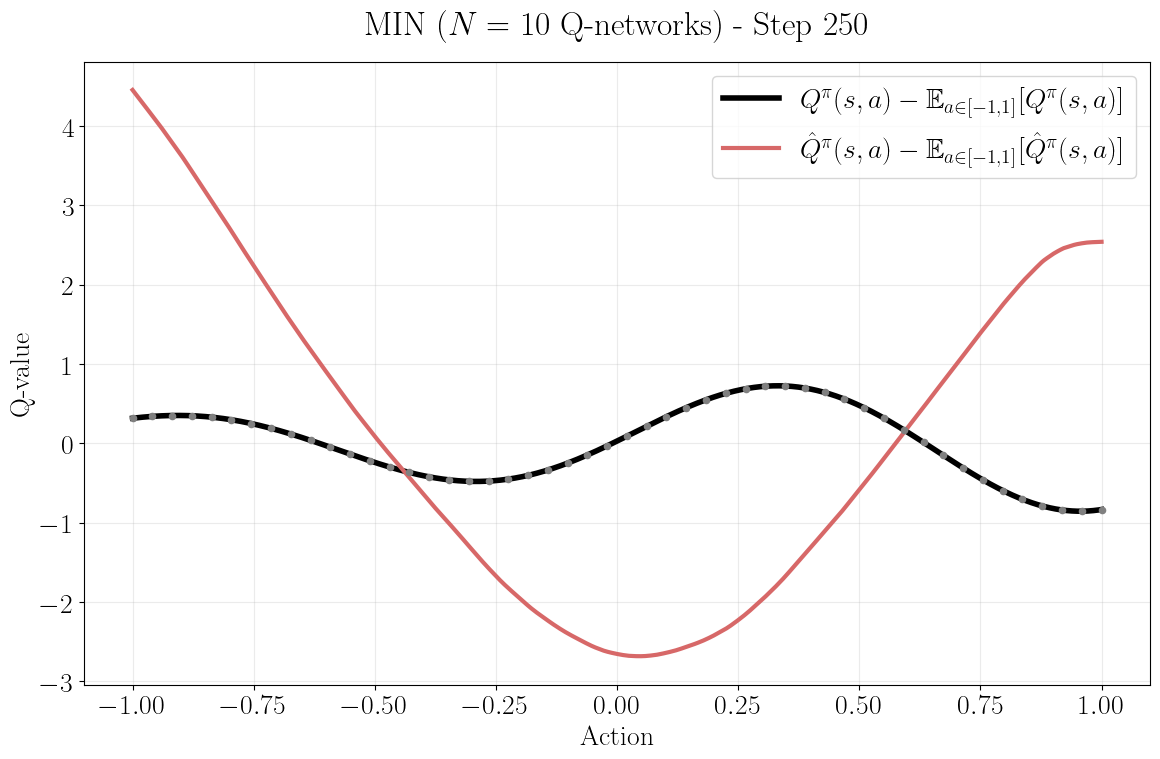 MIN (N = 10 Q-networks) - Step 250
Q^π(s, a) − 𝔼_{a∈[−1,1]}[Q^π(s, a)]
Q̂^π(s, a) − 𝔼_{a∈[−1,1]}[Q̂^π(s, a)]
Q-value
4
3
2
1
0
−1
−2
−3
−1.00 −0.75 −0.50 −0.25 0.00 0.25 0.50 0.75 1.00
Action